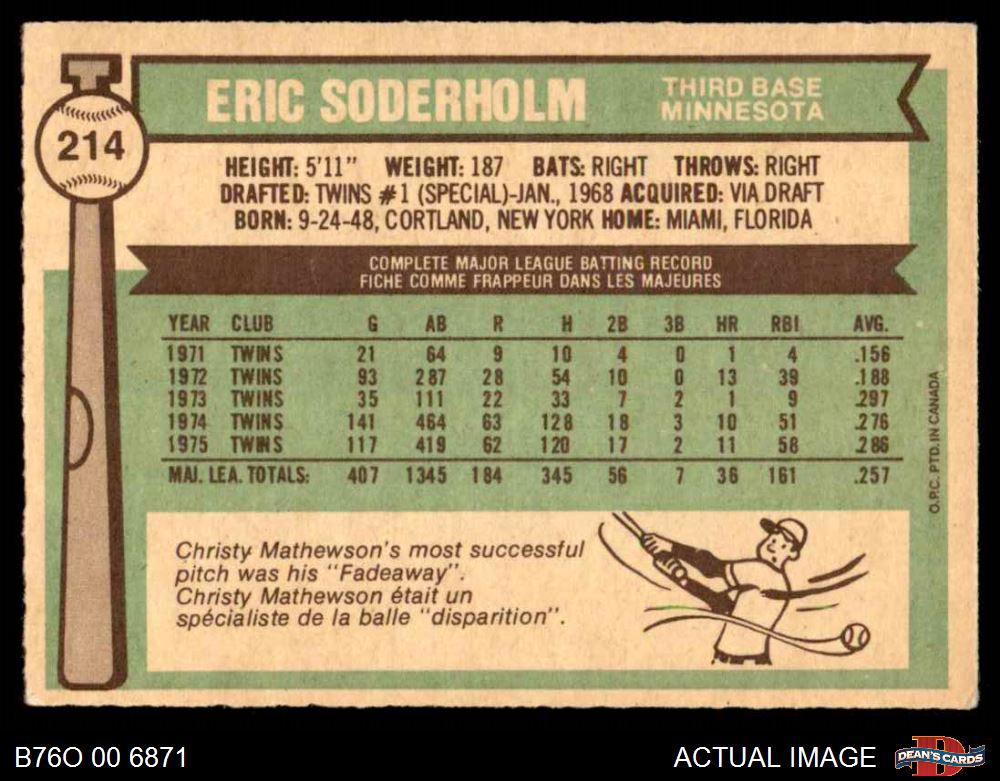 ERIC SODERHOLM THIRD BASE
MINNESOTA
214
HEIGHT: 5'11" WEIGHT: 187 BATS: RIGHT THROWS: RIGHT
DRAFTED: TWINS #1 (SPECIAL)-JAN., 1968 ACQUIRED: VIA DRAFT
BORN: 9-24-48, CORTLAND, NEW YORK HOME: MIAMI, FLORIDA
COMPLETE MAJOR LEAGUE BATTING RECORD
FICHE COMME FRAPPEUR DANS LES MAJEURES
YEAR CLUB G AB R H 2B 3B HR RBI AVG.
1971 TWINS 21 64 9 10 4 0 1 4 .156
1972 TWINS 93 287 28 54 10 0 13 39 .188
1973 TWINS 35 111 22 33 7 2 1 9 .297
1974 TWINS 141 464 63 128 18 3 10 51 .276
1975 TWINS 117 419 62 120 17 2 11 58 .286
MAJ. LEA. TOTALS: 407 1345 184 345 56 7 36 161 .257
O.P.C. PTD. IN CANADA
Christy Mathewson's most successful
pitch was his "Fadeaway".
Christy Mathewson était un
spécialiste de la balle "disparition".
B76O 00 6871 ACTUAL IMAGE DEAN'S CARDS